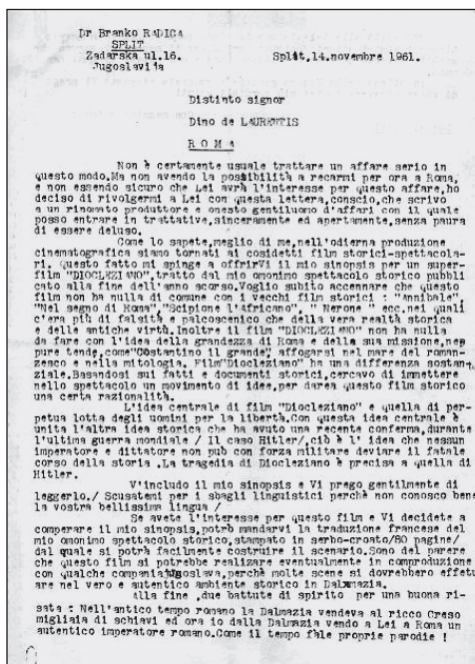 Dr Branko RADICA
SPLIT
Zadarska ul.16.
Jugoslavija
Split,14.novembre 1961.
Distinto signor
Dino de LAURENTIS
R O M A
Non è certamente usuale trattare un affare serio in
questo modo.Ma non avendo la possibilità a recarmi per ora a Roma,
e non essendo sicuro che Lei avrà l'interesse per questo affare,ho
deciso di rivolgermi a Lei con questa lettera,conscio,che scrivo
a un rinomato produttore e onesto gentiluomo d'affari con il quale
posso entrare in trattative,sinceramente ed apertamente,senza paura
di essere deluso.
Come lo sapete,meglio di me,nell'odierna produzione
cinematografica siamo tornati ai cosidetti film storici-spettacola-
ri. Questo fatto mi spinge a offrirVi il mio sinopsis per un super-
film "DIOCLEZIANO",tratto dal mio omonimo spettacolo storico pubbli
cato alla fine dell'anno scorso.Voglio subito accennare che questo
film non ha nulla di comune con i vecchi film storici : "Annibale",
"Nel segno di Roma""Scipione l'africano", " Nerone " ecc,nei quali
c'era più di falsità e palcoscenico che della vera realtà storica
e delle antiche virtù.Inoltre il film "DIOCLEZIANO" non ha nulla
da fare con l'idea della grandezza di Roma e della sua missione,nep
pure tende,come"Costantino il grande, affogarsi nel mare del roman-
zesco e nella mitologia. Film"Diocleziano" ha una differenza sostan
ziale.Basandosi sui fatti e documenti storici,cercavo di immettere
nello spettacolo un movimento di idee,per darea questo film storico
una certa razionalità.
L'idea centrale di film "Diocleziano" e quella di per-
petua lotta degli uomini per la libertà.Con questa idea centrale è
unita l'altra idea storica che ha avuto una recente conferma,durante
l'ultima guerra mondiale / Il caso Hitler/,ciò è l' idea che nessun
imperatore e dittatore non può con forza militare deviare il fatale
corso della storia .La tragedia di Diocleziano è precisa a quella di
Hitler.
V'includo il mio sinopsis e Vi prego gentilmente di
leggerlo./ Scusatemi per i sbagli linguistici perchè non conosco bene
la vostra bellissima lingua /
Se avete l'interesse per questo film e Vi decidete a
comperare il mio sinopsis,potrò mandarvi la traduzione francese del
mio omonimo spettacolo storico,stampato in serbo-croato/80 pagine/
dal quale si potrà facilmente costruire il scenario.Sono del parere
che questo film si potrebbe realizare eventualmente in comproduzione
con qualche compania jugoslava,perchè molte scene si dovrebbero effetu
are nel vero e autentico ambiente storico in Dalmazia.
Alla fine ,due battute di spirito per una buona ri-
sata : Nell'antico tempo romano la Dalmazia vendeva al ricco Creso
migliaia di schiavi ed ora io dalla Dalmazia vendo a Lei a Roma un
autentico imperatore romano.Come il tempo fale proprie parodie !